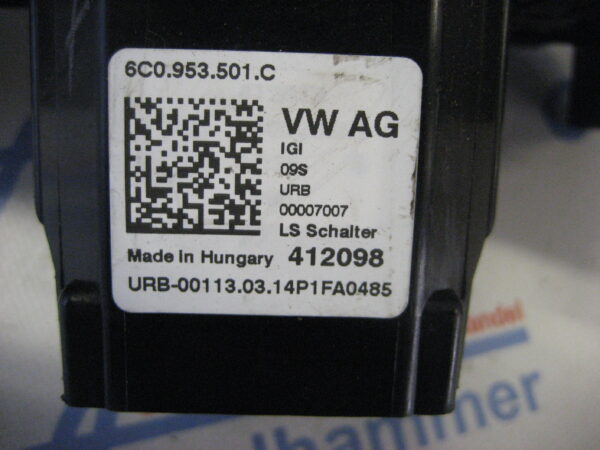 6C0.953.501.C
VW AG
IGI
09S
URB
00007007
LS Schalter
Made in Hungary 412098
URB-00113.03.14P1FA0485